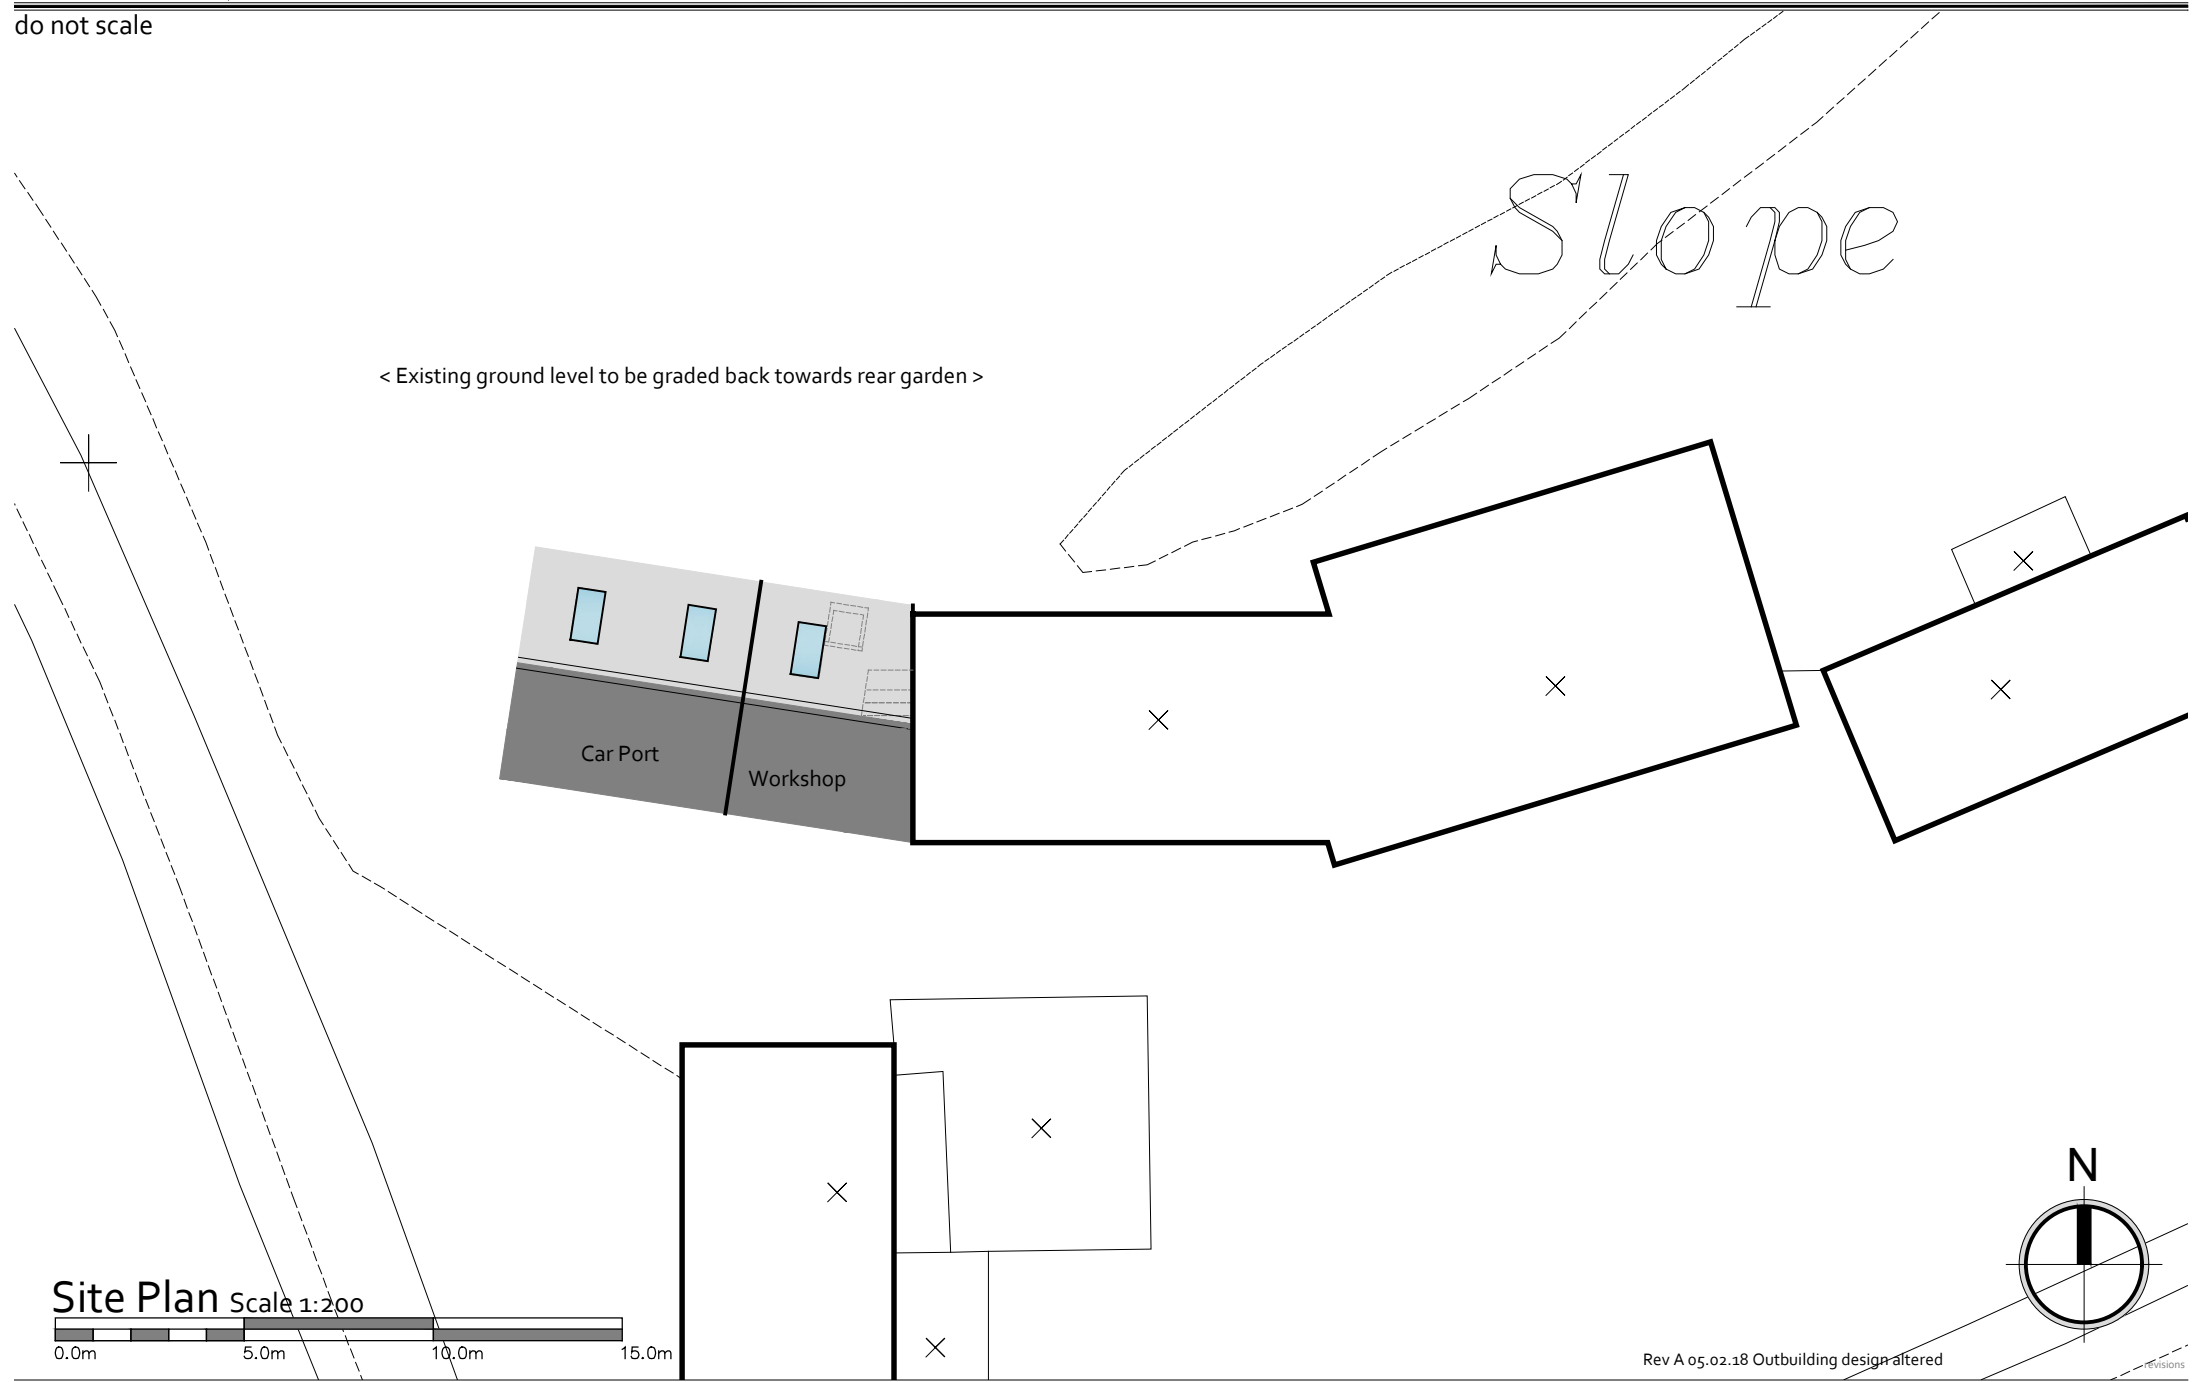 do not scale
Slope
< Existing ground level to be graded back towards rear garden >
Car Port
Workshop
N
Site Plan Scale 1:200
0.0m 5.0m 10.0m 15.0m
Rev A 05.02.18 Outbuilding design altered
revisions